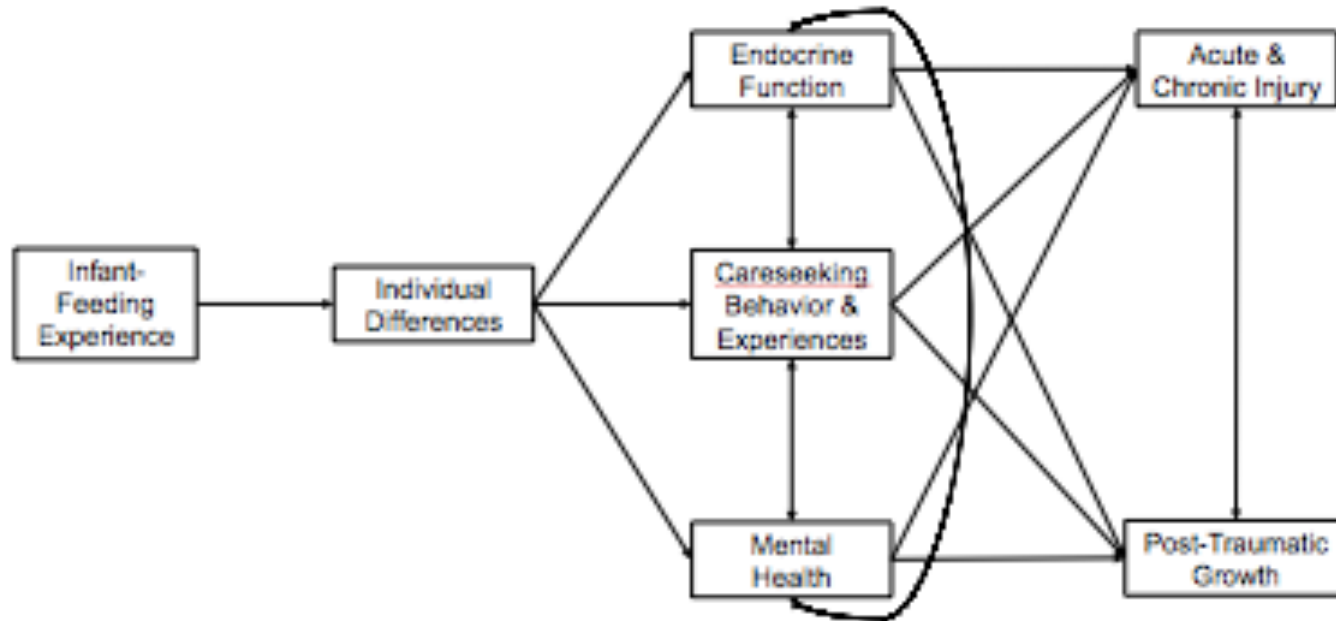 Infant-
Feeding
Experience
Individual
Differences
Endocrine
Function
Careseeking
Behavior &
Experiences
Mental
Health
Acute &
Chronic Injury
Post-Traumatic
Growth